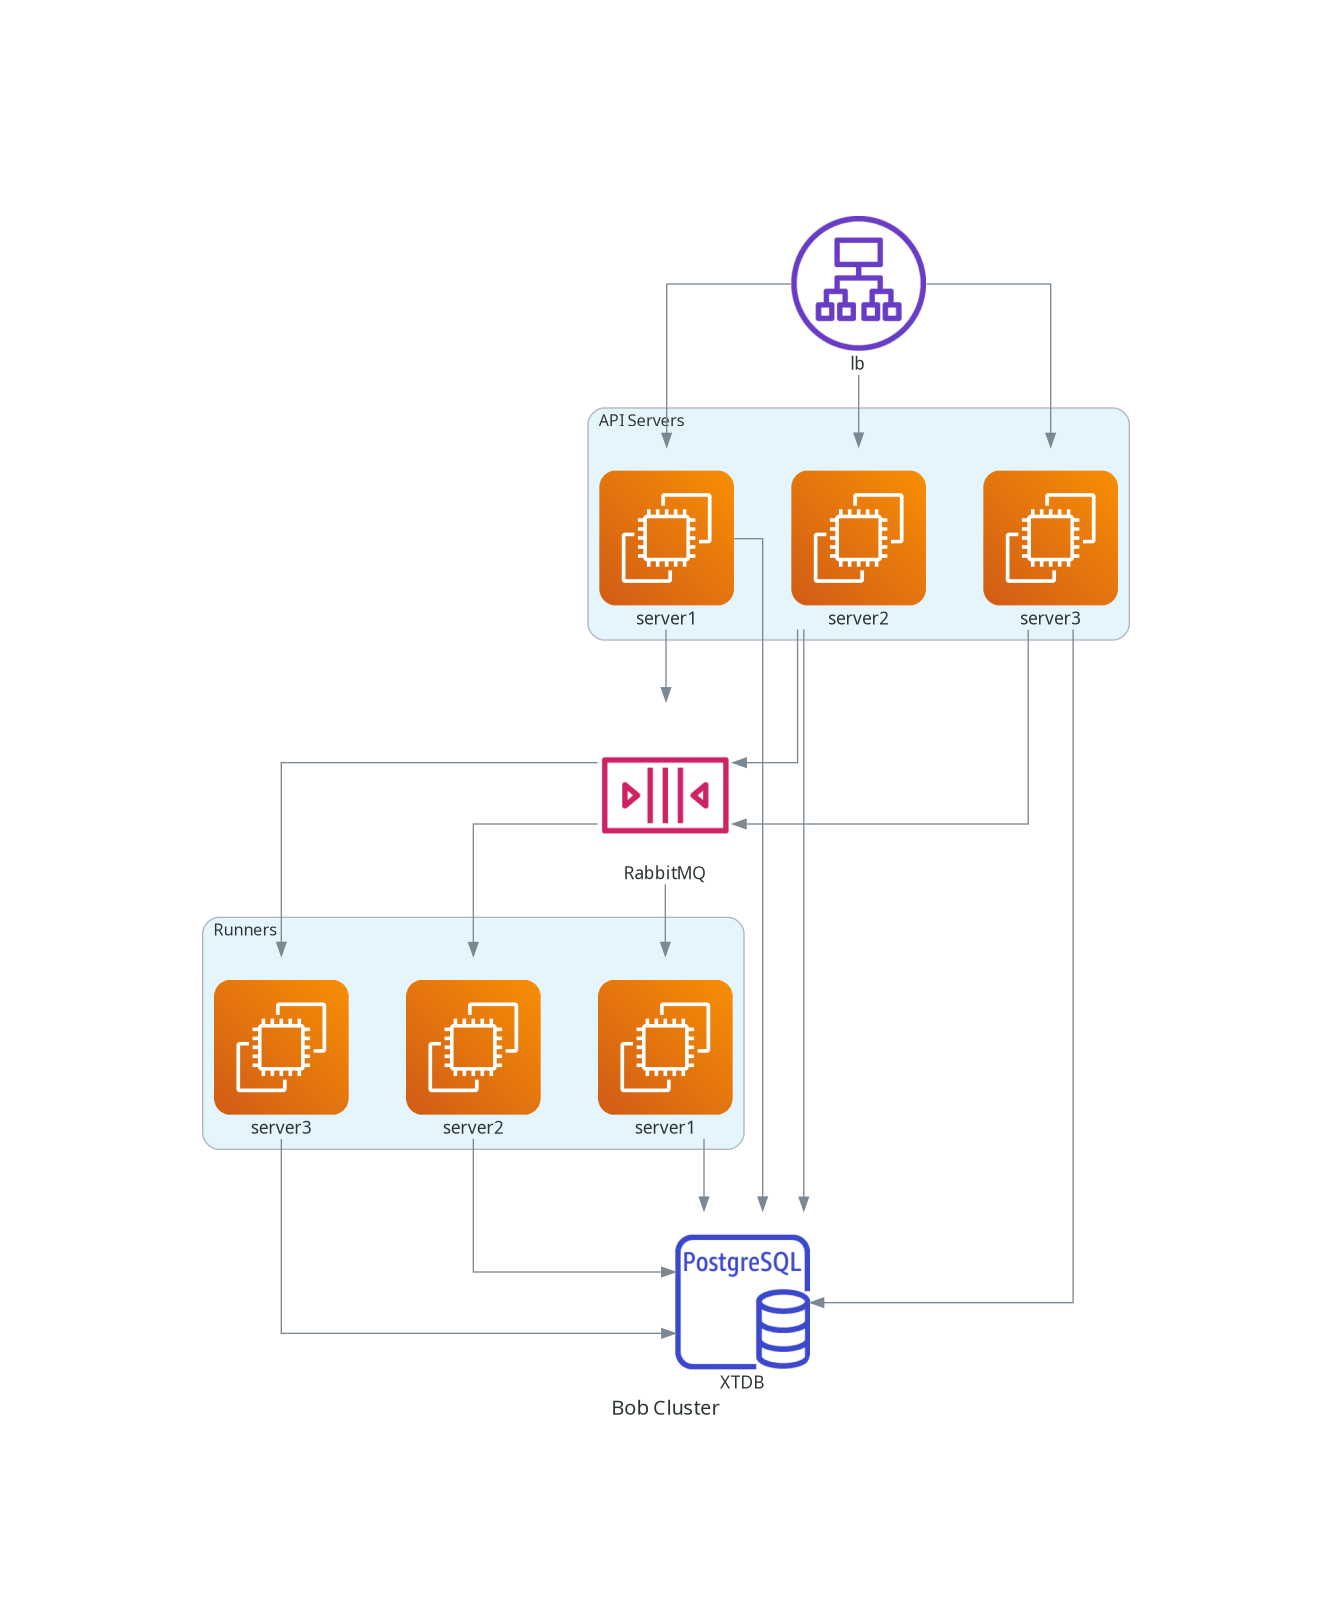 lb
API Servers
server1
server2
server3
RabbitMQ
Runners
server3
server2
server1
PostgreSQL
XTDB
Bob Cluster